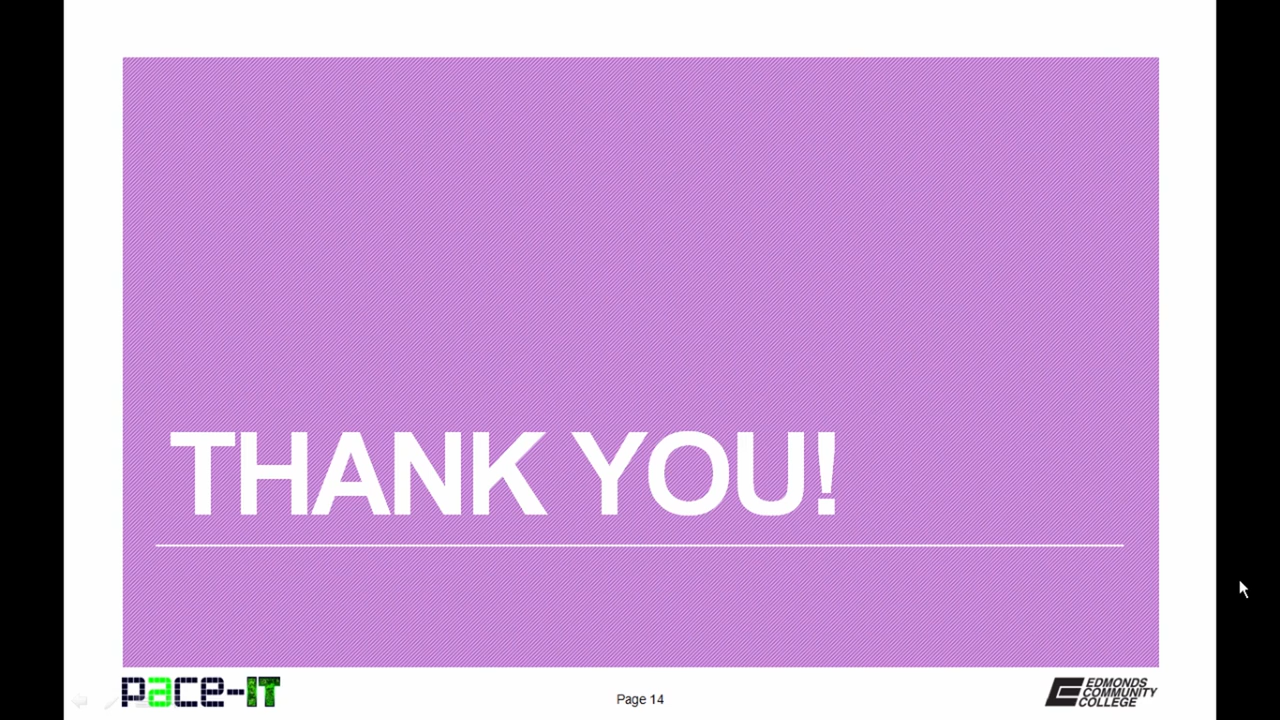 THANK YOU!
pace-IT
Page 14
EDMONDS
COMMUNITY
COLLEGE